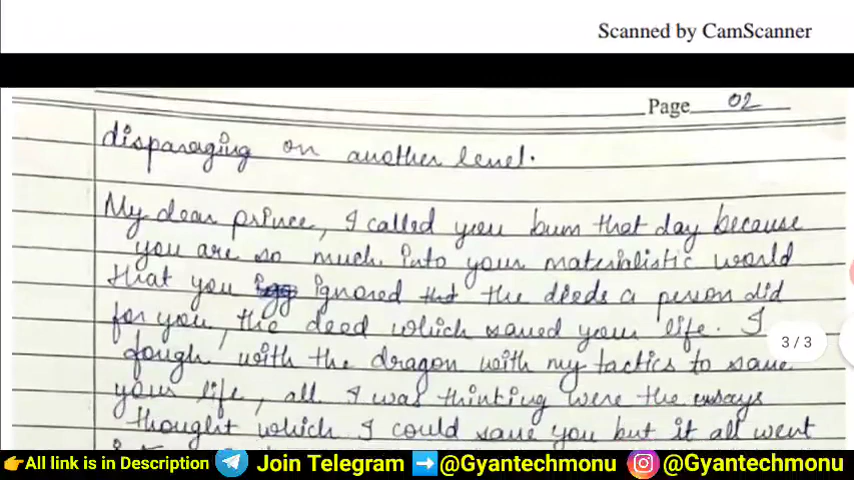 Scanned by CamScanner
Page 02
disparaging on another level.
My dear prince, I called you bum that day because
you are so much into your materialistic world
that you ignored the deeds a person did
for you, the deed which saved your life. I
fough with the dragon with my tactics to save
3/3
your life, all I was thinking were the ways
thought which I could save you but it all went
👉All link is in Description Join Telegram ➡@Gyantechmonu @Gyantechmonu